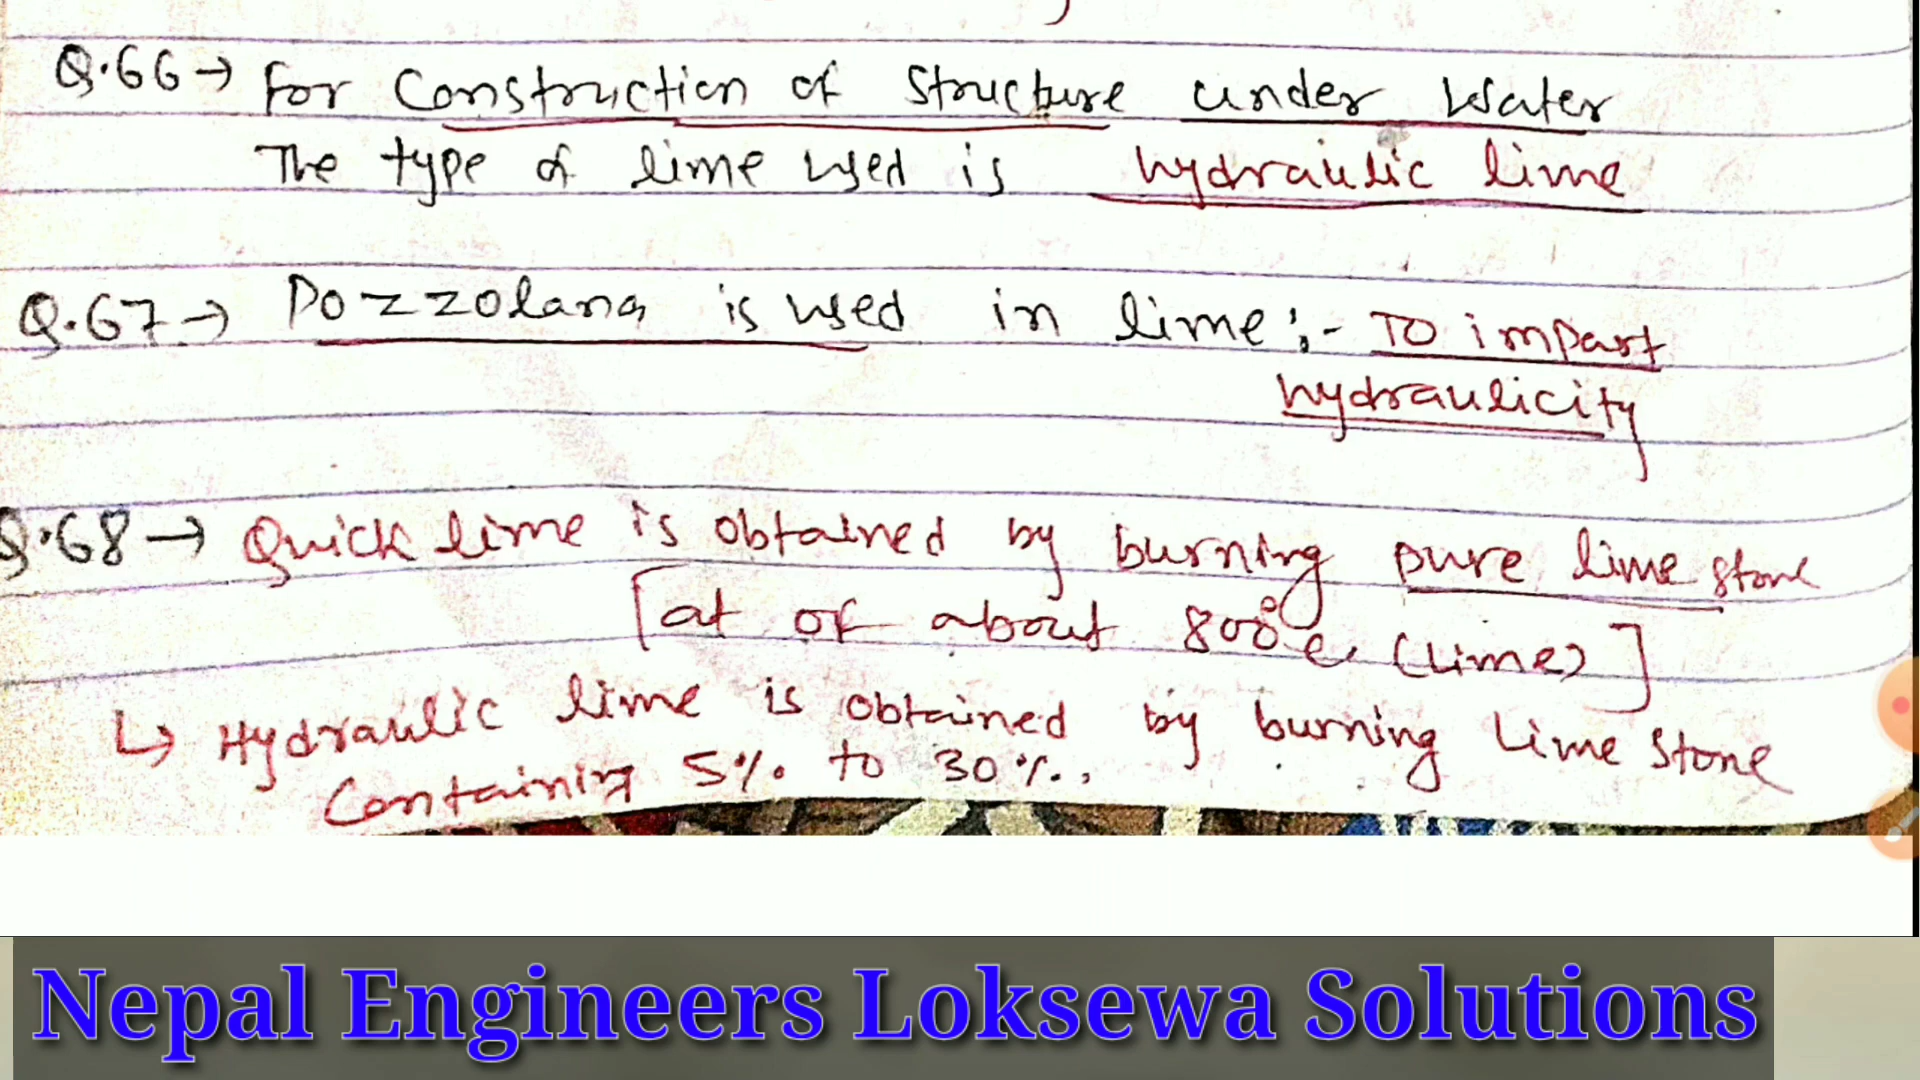 Q.66→ For Construction of Structure under Water
The type of lime used is hydraulic lime
Q.67→ Pozzolana is used in lime:- To impart
hydraulicity
Q.68→ Quick lime is obtained by burning pure lime stone
[at of about 800°c (Lime)]
↳ Hydraulic lime is obtained by burning Lime Stone
Containing 5% to 30%.
Nepal Engineers Loksewa Solutions